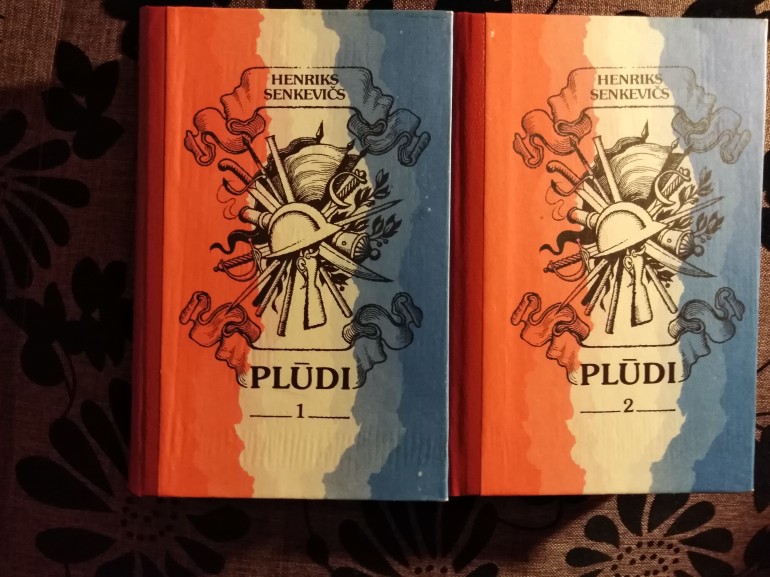 HENRIKS
SENKEVIČS
PLŪDI
1
HENRIKS
SENKEVIČS
PLŪDI
2